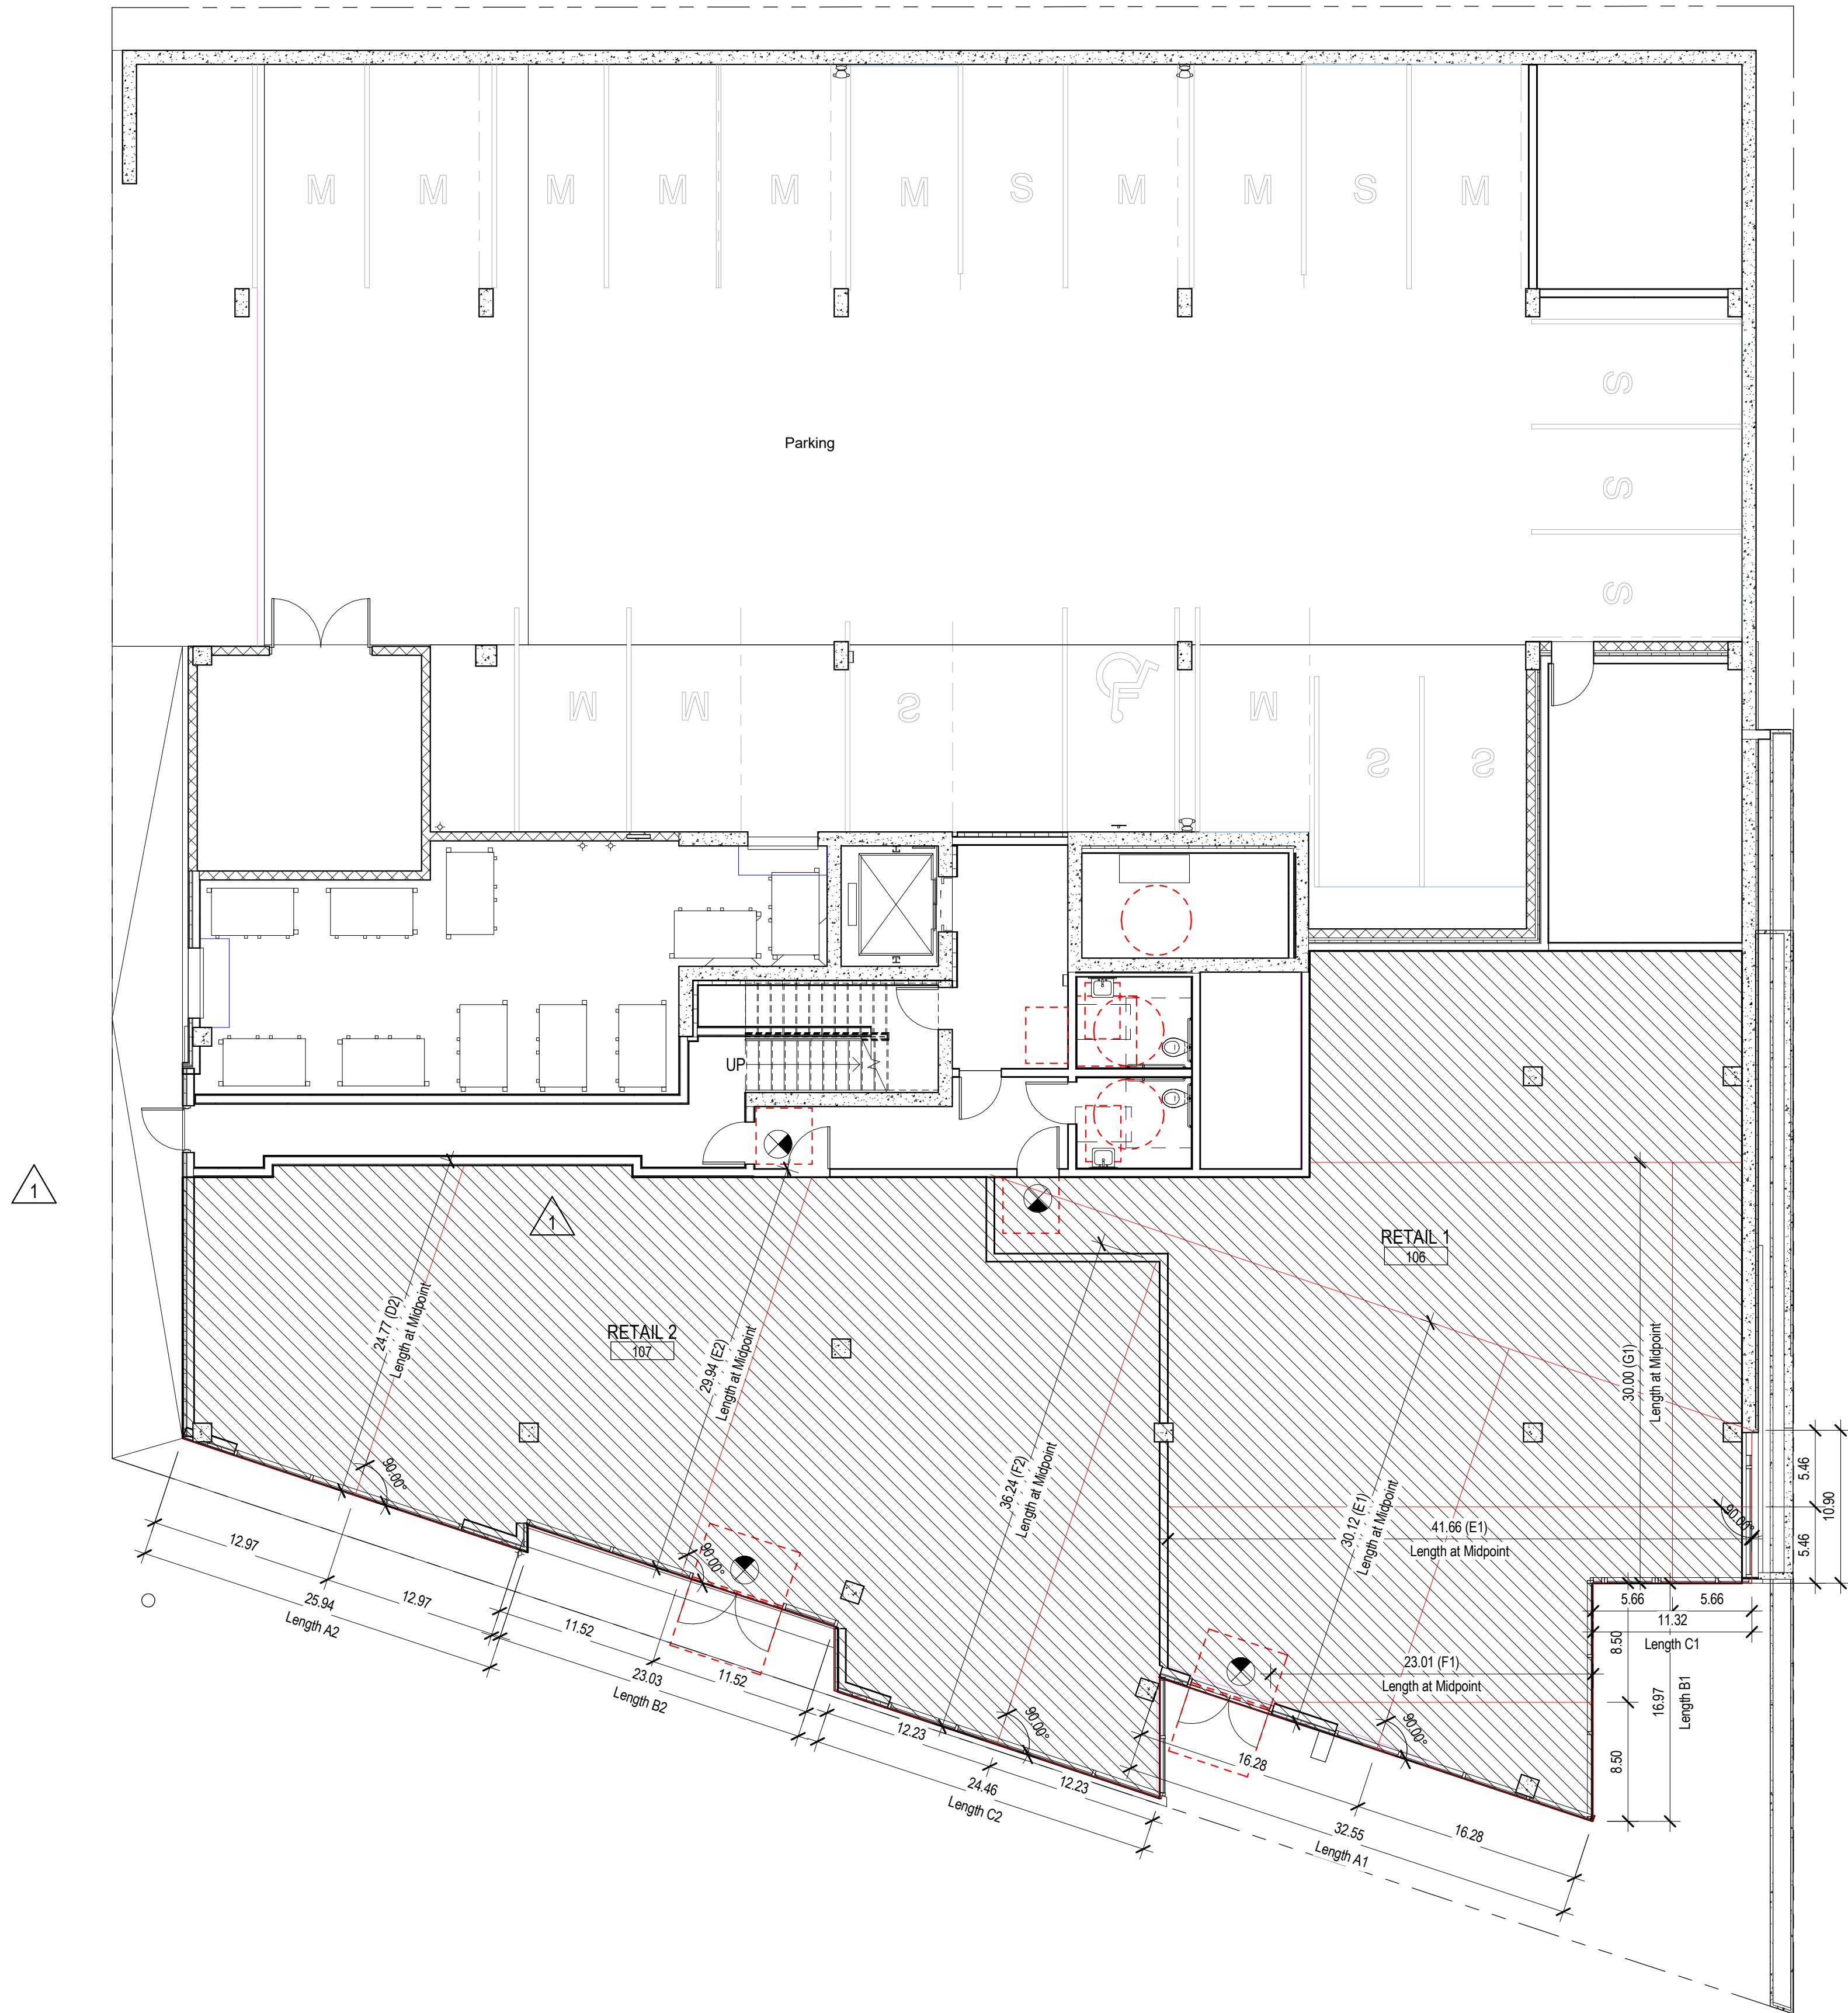 M M M M M M S M M S M
Parking
S
S
S
M M S M
S S
UP
1
1
RETAIL 1
106
RETAIL 2
107
24.77 (D2)
Length at Midpoint
29.94 (E2)
Length at Midpoint
36.24 (F2)
Length at Midpoint
30.12 (E1)
Length at Midpoint
30.00 (G1)
Length at Midpoint
41.66 (E1)
Length at Midpoint
23.01 (F1)
Length at Midpoint
90.00°
90.00°
90.00°
90.00°
90.00°
5.46
10.90
5.46
5.66 5.66
11.32
Length C1
8.50
16.97
Length B1
8.50
12.97
12.97
25.94
Length A2
11.52
11.52
23.03
Length B2
12.23
12.23
24.46
Length C2
16.28
16.28
32.55
Length A1